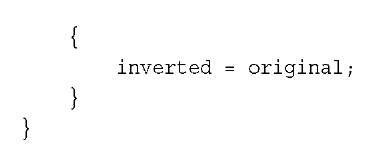 {
inverted = original;
}
}